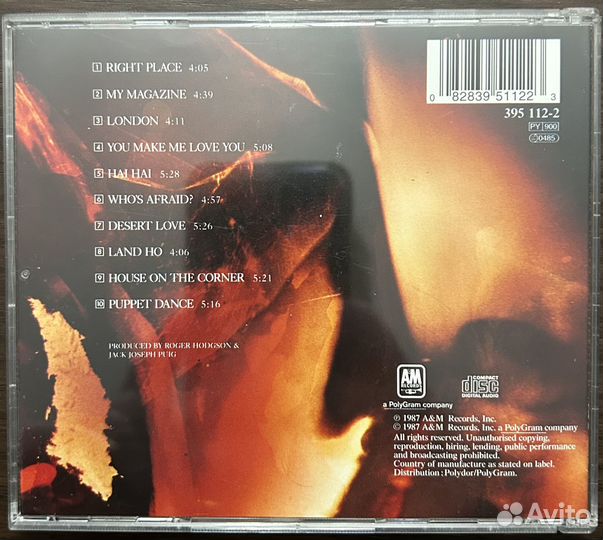 1 RIGHT PLACE 4:05
2 MY MAGAZINE 4:39
3 LONDON 4:11
4 YOU MAKE ME LOVE YOU 5:08
5 HAI HAI 5:28
6 WHO'S AFRAID? 4:57
7 DESERT LOVE 5:26
8 LAND HO 4:06
9 HOUSE ON THE CORNER 5:21
10 PUPPET DANCE 5:16
PRODUCED BY ROGER HODGSON &
JACK JOSEPH PUIG
0 82839 51122 3
395 112-2
PY 900
0485
A&M
RECORDS
a PolyGram company
COMPACT
disc
DIGITAL AUDIO
℗ 1987 A&M Records, Inc.
© 1987 A&M Records, Inc. a PolyGram company
All rights reserved. Unauthorised copying,
reproduction, hiring, lending, public performance
and broadcasting prohibited.
Country of manufacture as stated on label.
Distribution : Polydor/PolyGram.
Avito